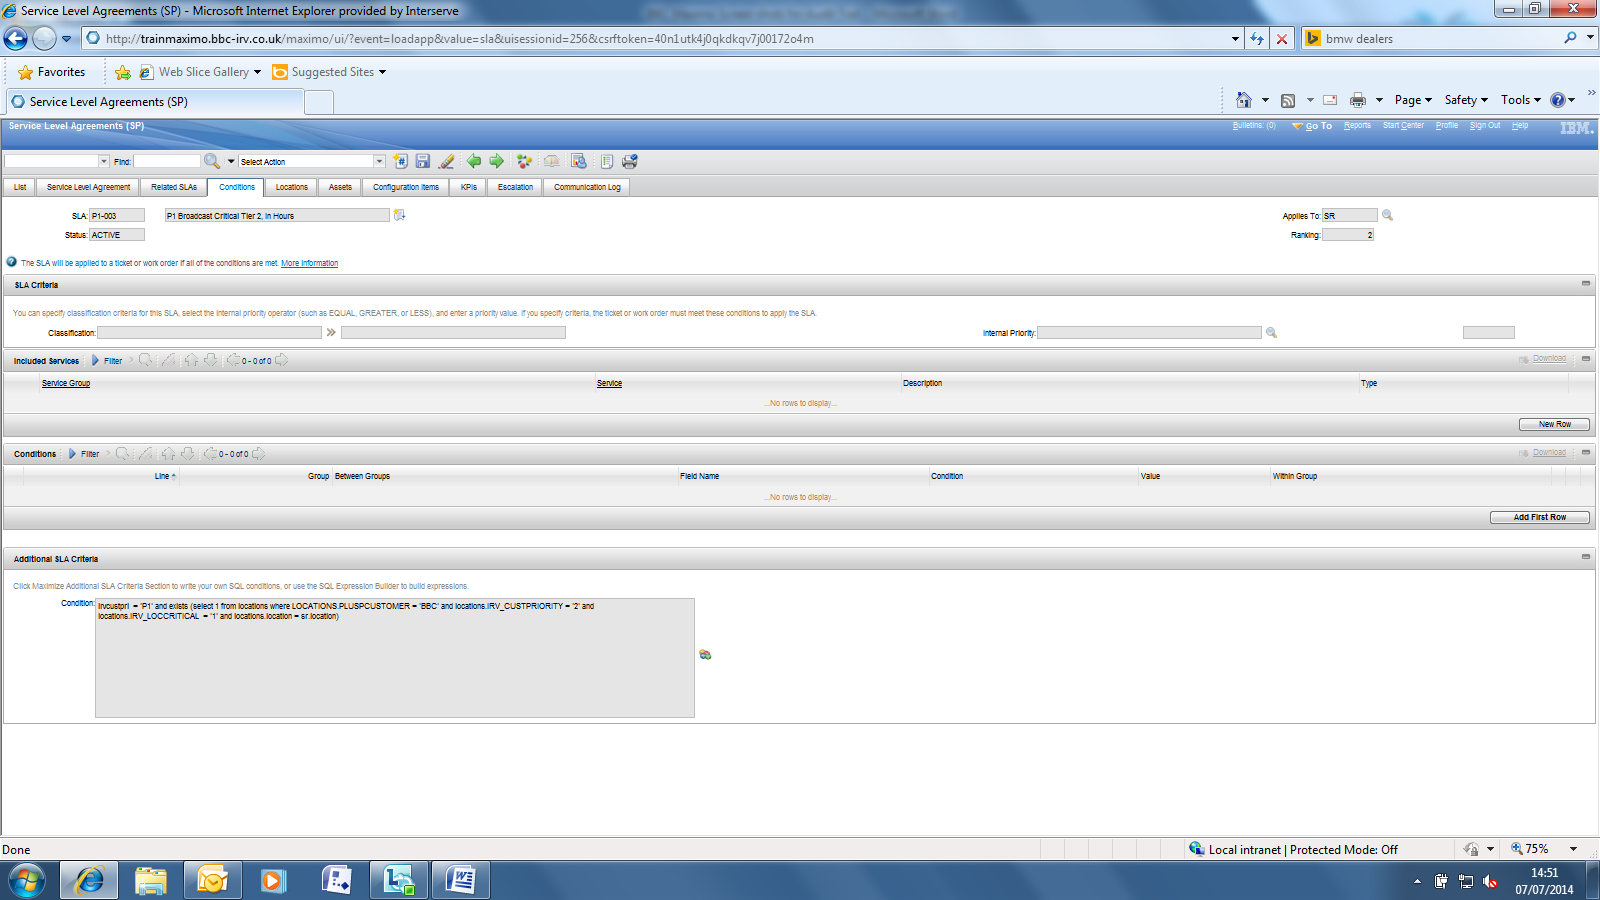 Service Level Agreements (SP) - Microsoft Internet Explorer provided by Interserve
http://trainmaximo.bbc-irv.co.uk/maximo/ui/?event=loadapp&value=sla&uisessionid=256&csrftoken=40n1utk4j0qkdkqv7j00172o4m
bmw dealers
Favorites Web Slice Gallery Suggested Sites
Service Level Agreements (SP)
Page Safety Tools
Service Level Agreements (SP)
Bulletins: (0) Go To Reports Start Center Profile Sign Out Help IBM.
Find: Select Action
List Service Level Agreement Related SLAs Conditions Locations Assets Configuration Items KPIs Escalation Communication Log
SLA: P1-003 P1 Broadcast Critical Tier 2, In Hours Applies To: SR
Status: ACTIVE Ranking: 2
The SLA will be applied to a ticket or work order if all of the conditions are met. More Information
SLA Criteria
You can specify classification criteria for this SLA, select the internal priority operator (such as EQUAL, GREATER, or LESS), and enter a priority value. If you specify criteria, the ticket or work order must meet these conditions to apply the SLA.
Classification: Internal Priority:
Included Services Filter 0 - 0 of 0 Download
Service Group Service Description Type
...No rows to display...
New Row
Conditions Filter 0 - 0 of 0 Download
Line Group Between Groups Field Name Condition Value Within Group
...No rows to display...
Add First Row
Additional SLA Criteria
Click Maximize Additional SLA Criteria Section to write your own SQL conditions, or use the SQL Expression Builder to build expressions.
Condition: irvcustpri = 'P1' and exists (select 1 from locations where LOCATIONS.PLUSPCUSTOMER = 'BBC' and locations.IRV_CUSTPRIORITY = '2' and
locations.IRV_LOCCRITICAL = '1' and locations.location = sr.location)
Done Local intranet | Protected Mode: Off 75%
14:51
07/07/2014